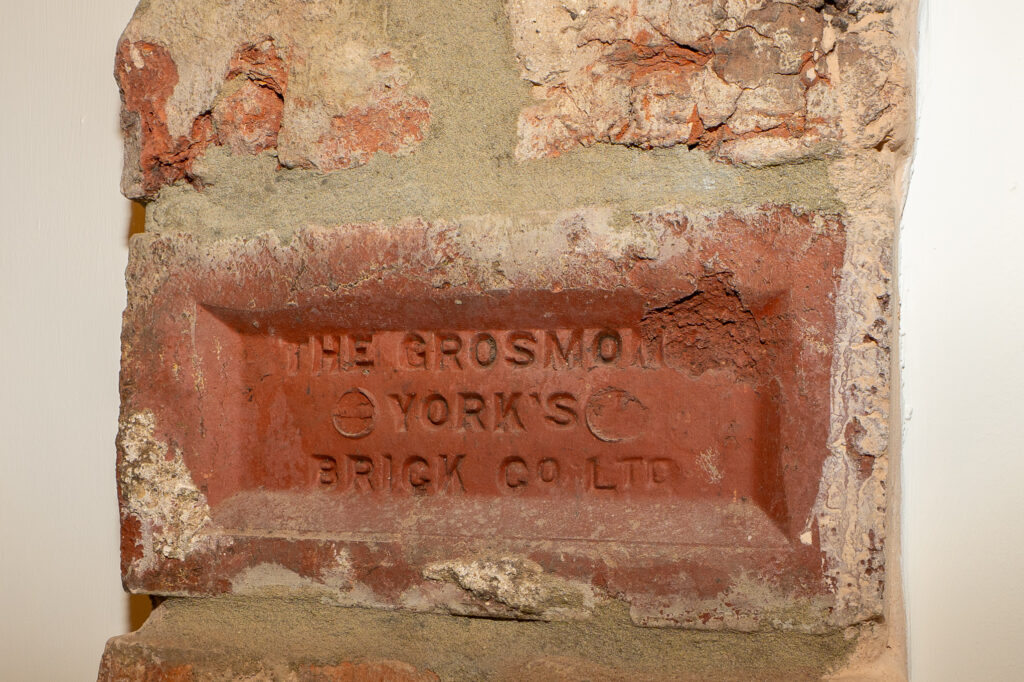 THE GROSMON
YORK'S
BRICK CO LTD